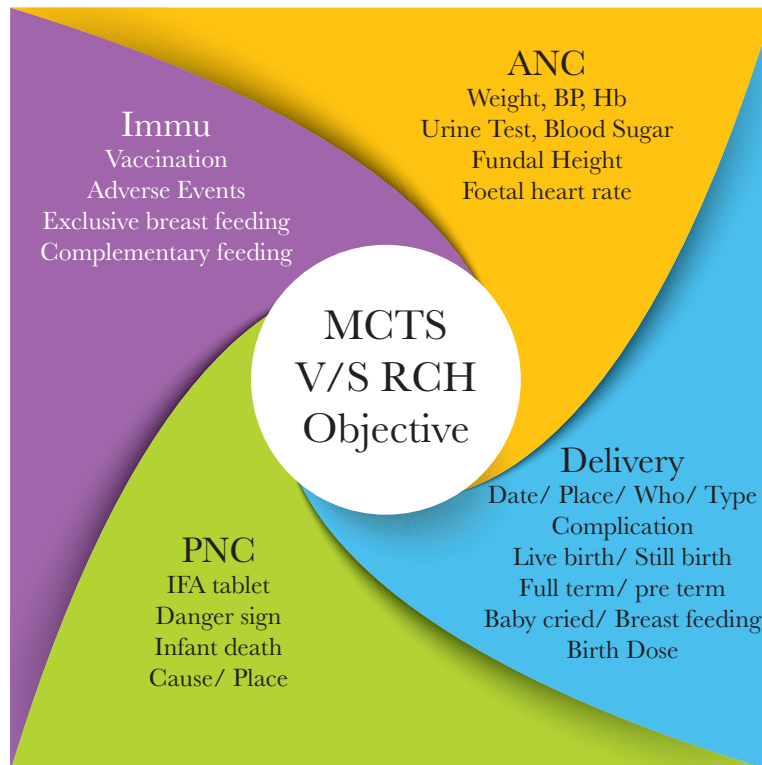 ANC
Weight, BP, Hb
Urine Test, Blood Sugar
Fundal Height
Foetal heart rate
Immu
Vaccination
Adverse Events
Exclusive breast feeding
Complementary feeding
MCTS
V/S RCH
Objective
Delivery
Date/ Place/ Who/ Type
Complication
Live birth/ Still birth
Full term/ pre term
Baby cried/ Breast feeding
Birth Dose
PNC
IFA tablet
Danger sign
Infant death
Cause/ Place